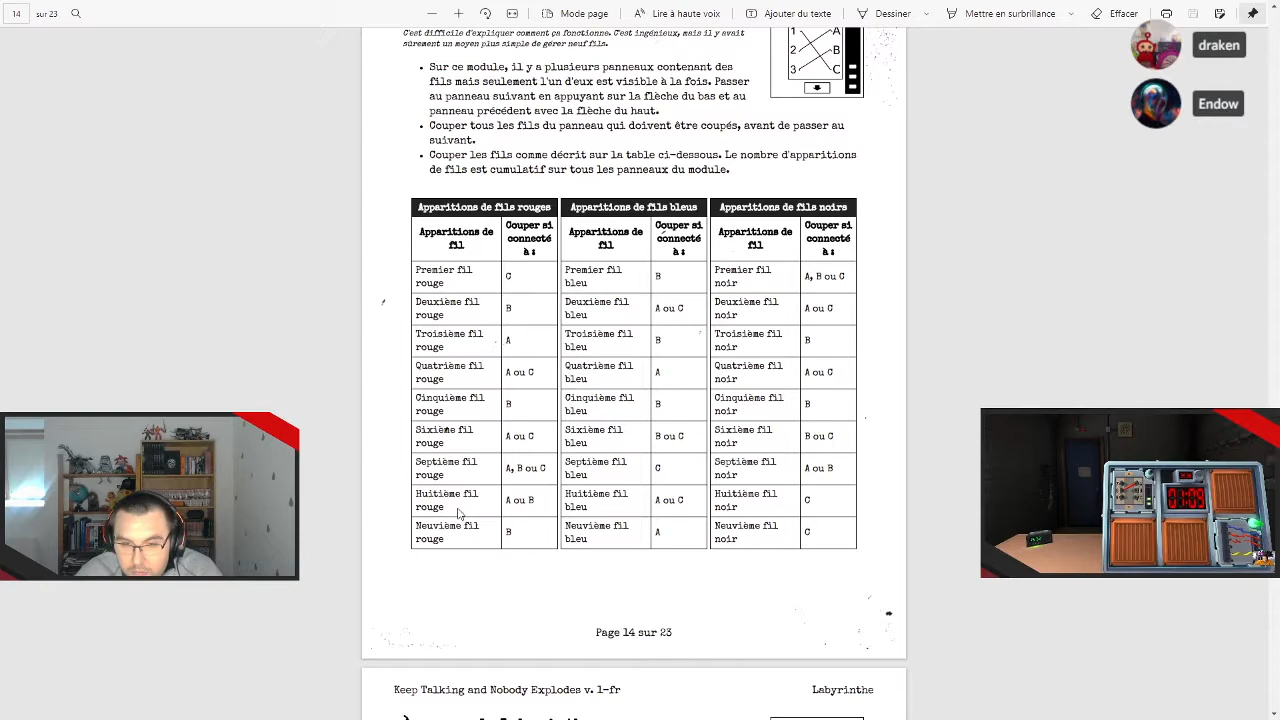 14 sur 23 Mode page Lire à haute voix Ajouter du texte Dessiner Mettre en surbrillance Effacer
C'est difficile d'expliquer comment ça fonctionne. C'est ingénieux, mais il y avait
sûrement un moyen plus simple de gérer neuf fils.
1 A
2 B
3 C
draken
Endow
• Sur ce module, il y a plusieurs panneaux contenant des
fils mais seulement l'un d'eux est visible à la fois. Passer
au panneau suivant en appuyant sur la flèche du bas et au
panneau précédent avec la flèche du haut.
• Couper tous les fils du panneau qui doivent être coupés, avant de passer au
suivant.
• Couper les fils comme décrit sur la table ci-dessous. Le nombre d'apparitions
de fils est cumulatif sur tous les panneaux du module.
Apparitions de fils rouges Apparitions de fils bleus Apparitions de fils noirs
Apparitions de fil Couper si connecté à : Apparitions de fil Couper si connecté à : Apparitions de fil Couper si connecté à :
Premier fil rouge C Premier fil bleu B Premier fil noir A, B ou C
Deuxième fil rouge B Deuxième fil bleu A ou C Deuxième fil noir A ou C
Troisième fil rouge A Troisième fil bleu B Troisième fil noir B
Quatrième fil rouge A ou C Quatrième fil bleu A Quatrième fil noir A ou C
Cinquième fil rouge B Cinquième fil bleu B Cinquième fil noir B
Sixième fil rouge A ou C Sixième fil bleu B ou C Sixième fil noir B ou C
Septième fil rouge A, B ou C Septième fil bleu C Septième fil noir A ou B
Huitième fil rouge A ou B Huitième fil bleu A ou C Huitième fil noir C
Neuvième fil rouge B Neuvième fil bleu A Neuvième fil noir C
01:09
Page 14 sur 23
Keep Talking and Nobody Explodes v. 1-fr Labyrinthe